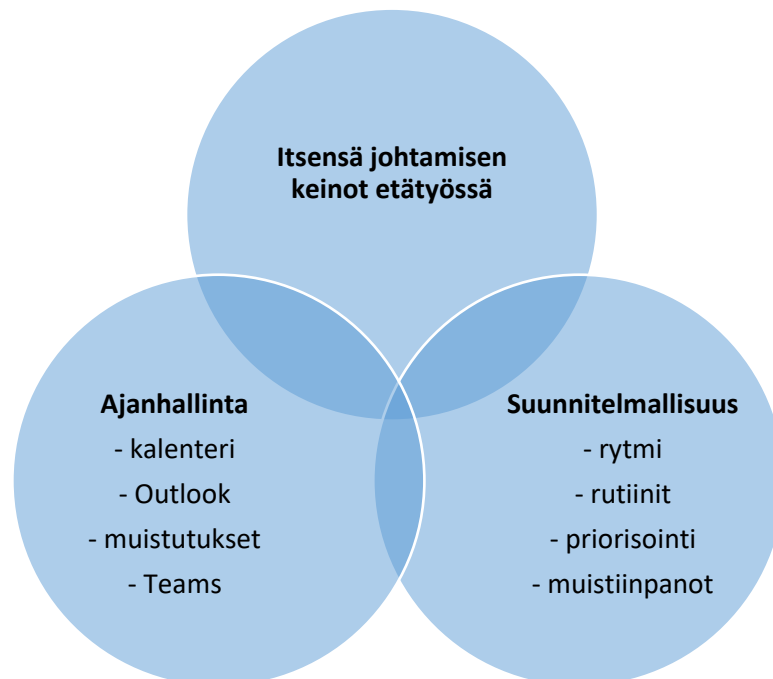 Itsensä johtamisen
keinot etätyössä
Ajanhallinta
- kalenteri
- Outlook
- muistutukset
- Teams
Suunnitelmallisuus
- rytmi
- rutiinit
- priorisointi
- muistiinpanot